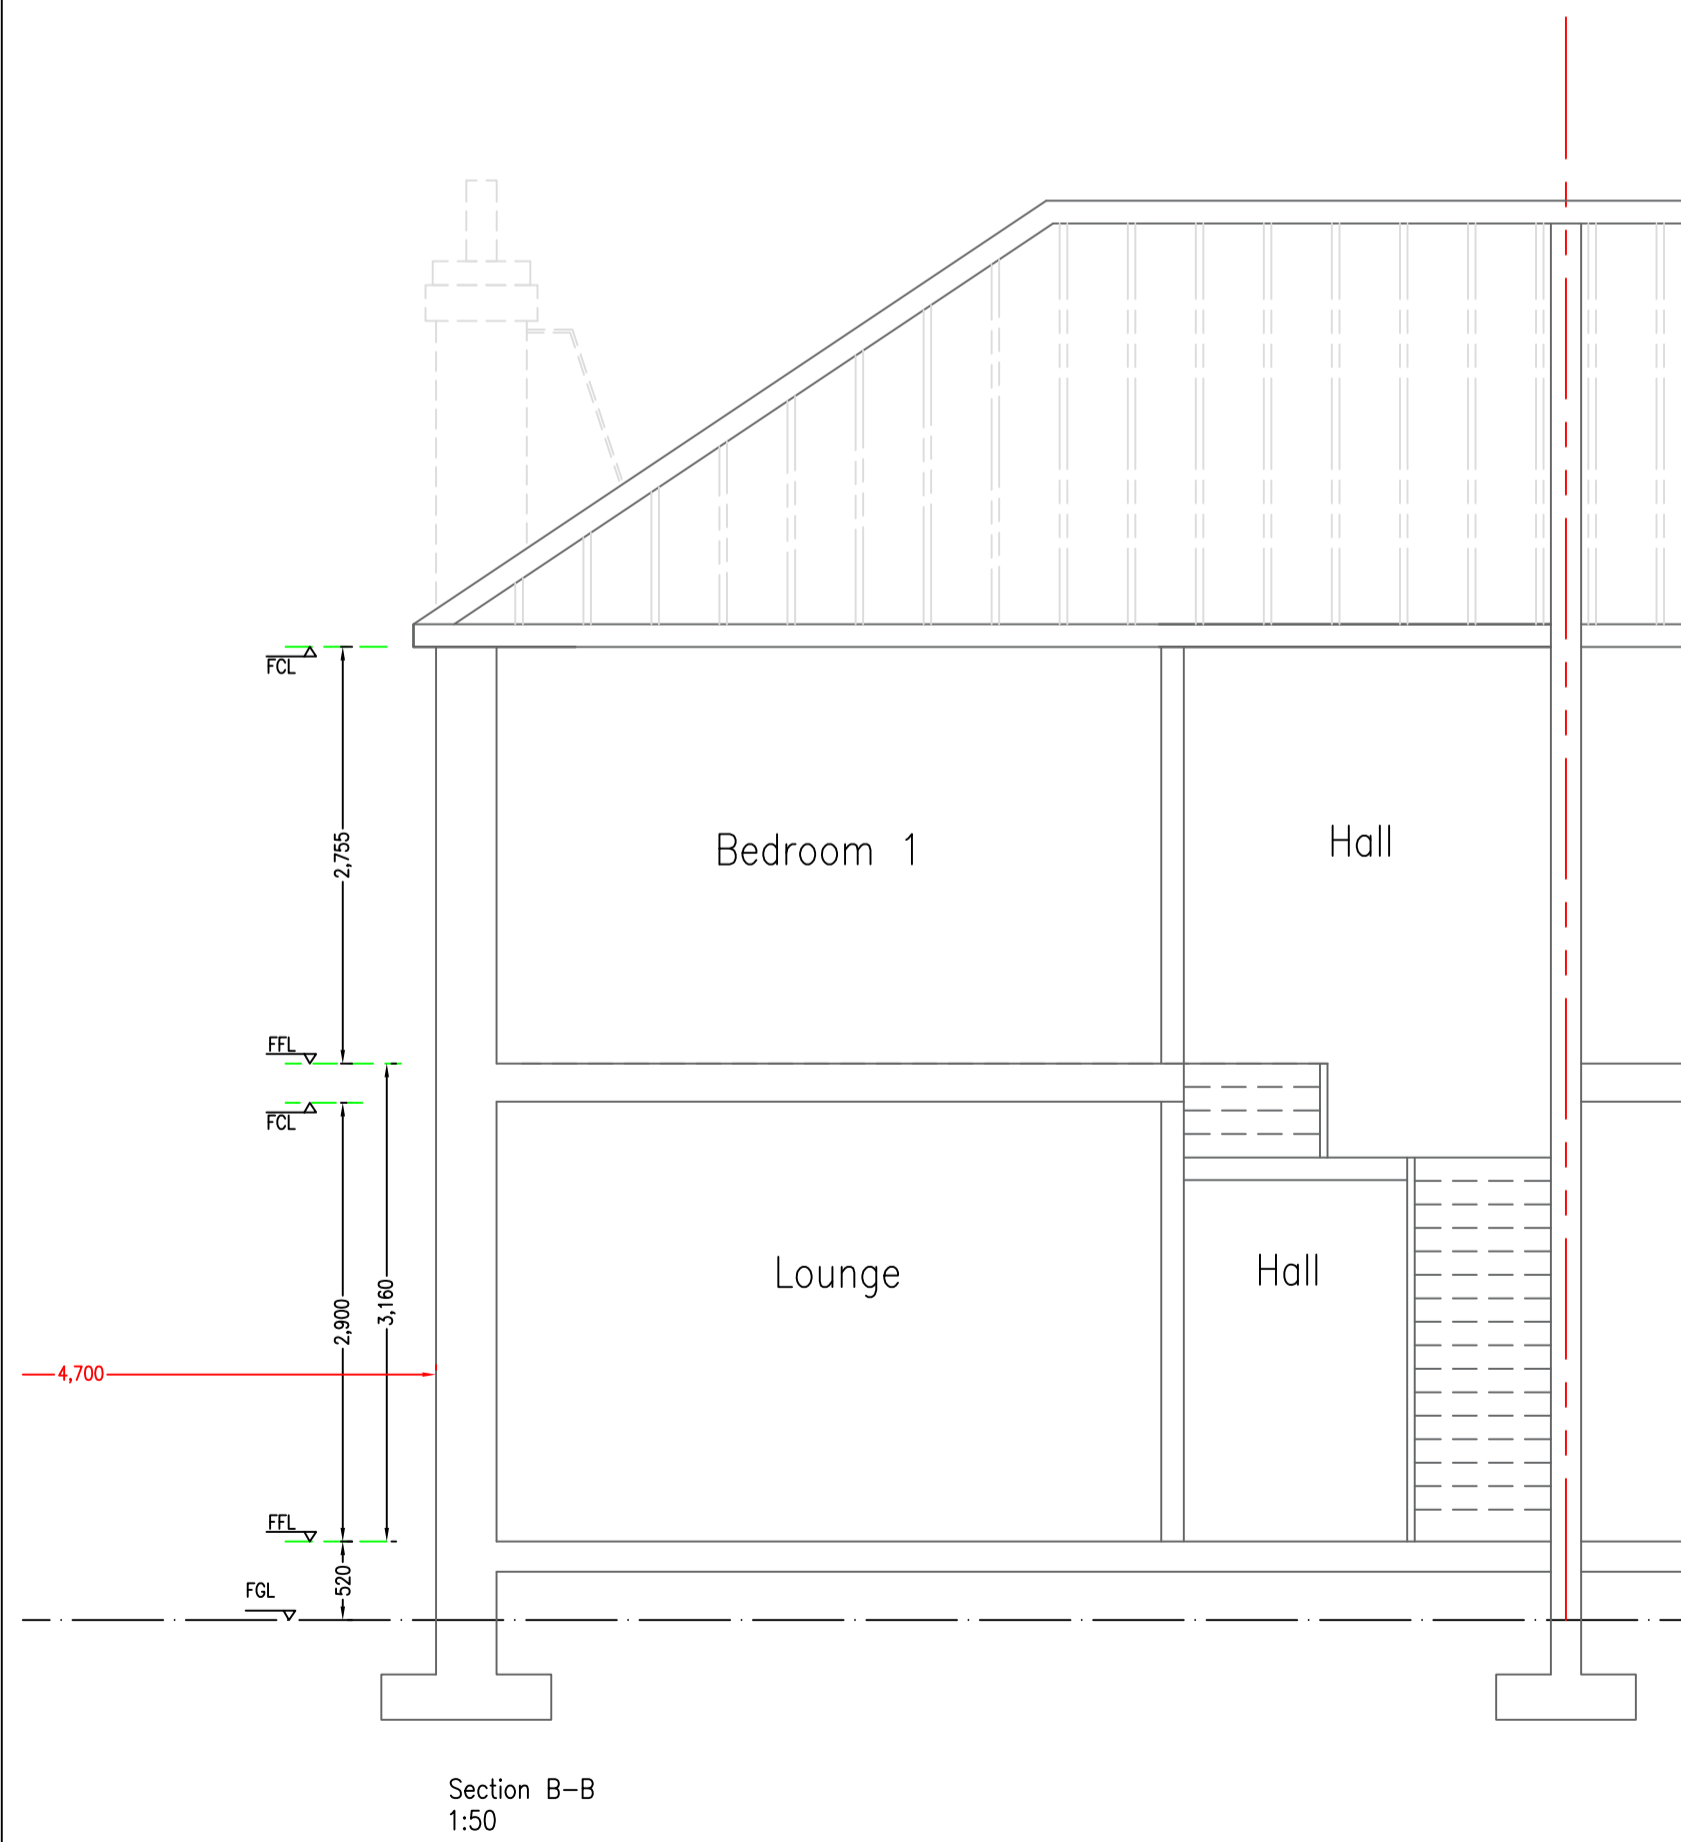 FCL
2,755
Bedroom 1
Hall
FFL
FCL
Lounge
Hall
2,900
3,160
4,700
FFL
520
FGL
Section B-B
1:50